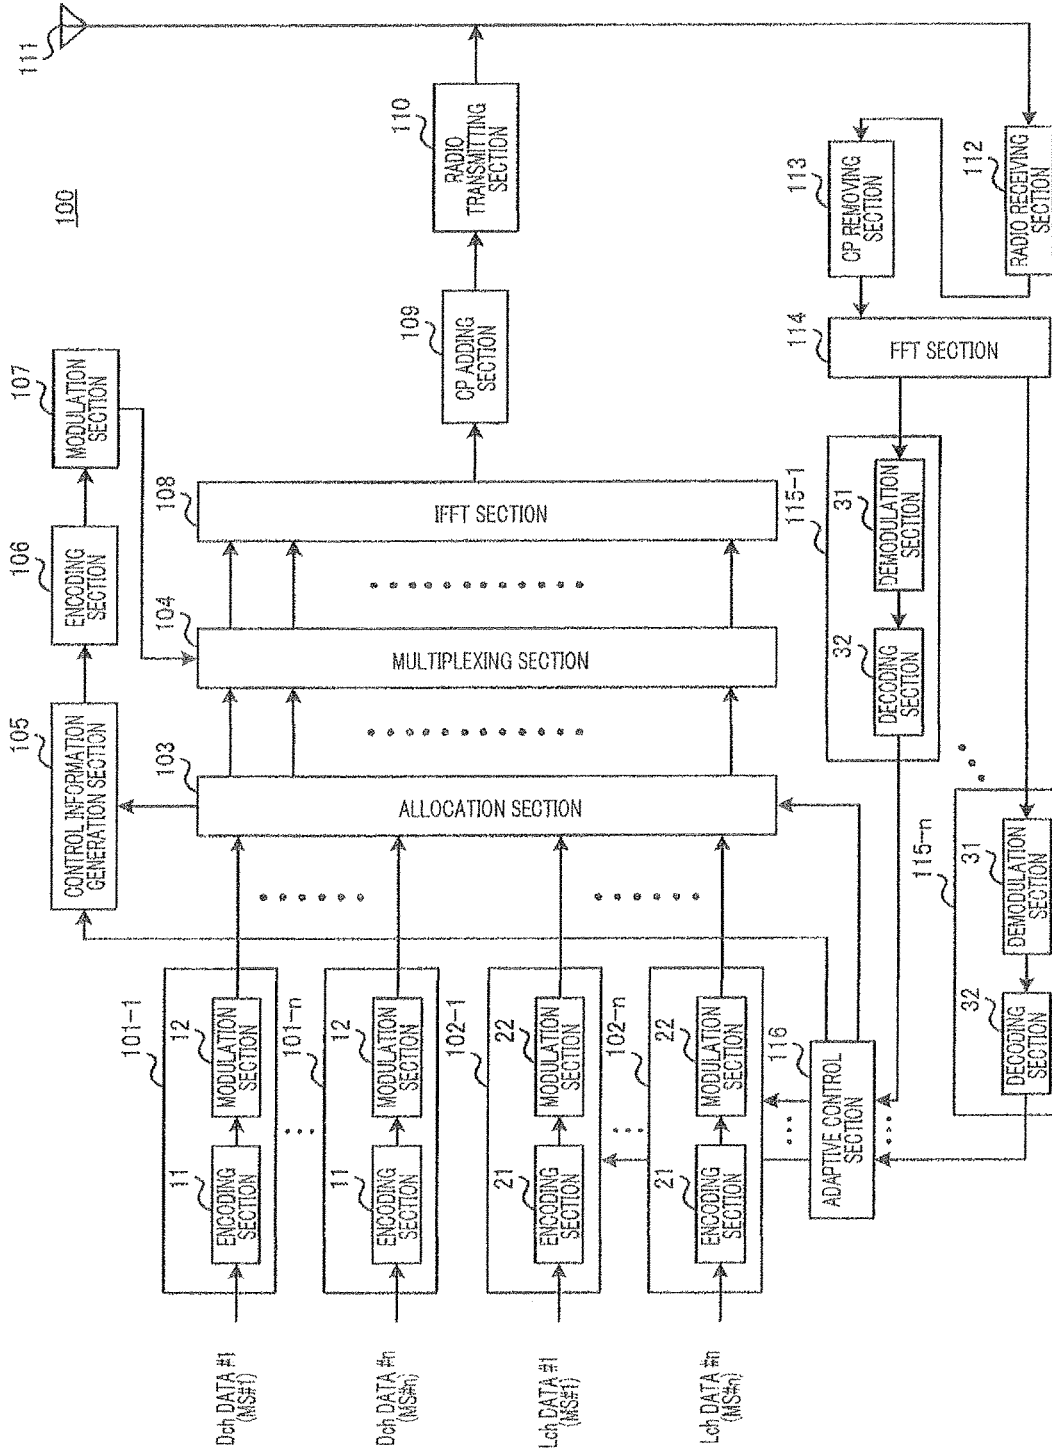 100
111
105
CONTROL INFORMATION
GENERATION SECTION
106
ENCODING
SECTION
107
MODULATION
SECTION
Dch DATA #1
(MS#1)
101-1
11
ENCODING
SECTION
12
MODULATION
SECTION
Dch DATA #n
(MS#n)
101-n
11
ENCODING
SECTION
12
MODULATION
SECTION
Lch DATA #1
(MS#1)
102-1
21
ENCODING
SECTION
22
MODULATION
SECTION
Lch DATA #n
(MS#n)
102-n
21
ENCODING
SECTION
22
MODULATION
SECTION
103
ALLOCATION SECTION
104
MULTIPLEXING SECTION
108
IFFT SECTION
109
CP ADDING
SECTION
110
RADIO
TRANSMITTING
SECTION
116
ADAPTIVE CONTROL
SECTION
115-1
32
DECODING
SECTION
31
DEMODULATION
SECTION
114
FFT SECTION
113
CP REMOVING
SECTION
112
RADIO RECEIVING
SECTION
115-n
32
DECODING
SECTION
31
DEMODULATION
SECTION